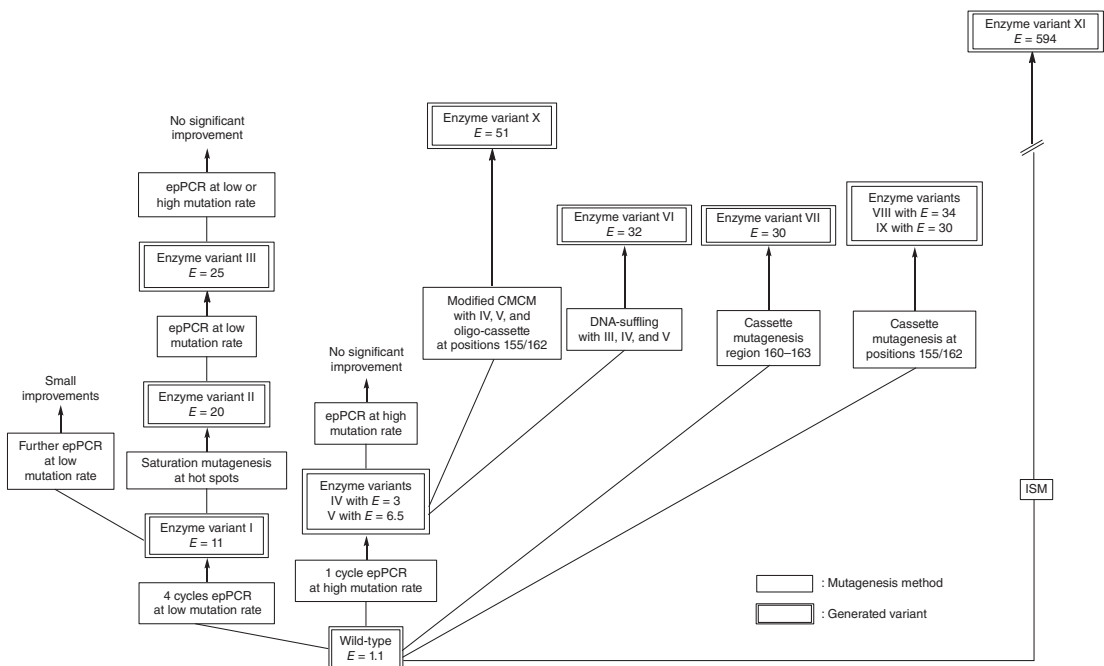 Enzyme variant XI
E = 594
No significant
improvement
Enzyme variant X
E = 51
epPCR at low or
high mutation rate
Enzyme variant VI
E = 32
Enzyme variant VII
E = 30
Enzyme variants
VIII with E = 34
IX with E = 30
Enzyme variant III
E = 25
Modified CMCM
with IV, V, and
oligo-cassette
at positions 155/162
DNA-suffling
with III, IV, and V
Cassette
mutagenesis
region 160–163
Cassette
mutagenesis at
positions 155/162
epPCR at low
mutation rate
No significant
improvement
Small
improvements
Enzyme variant II
E = 20
epPCR at high
mutation rate
Further epPCR
at low
mutation rate
Saturation mutagenesis
at hot spots
Enzyme variants
IV with E = 3
V with E = 6.5
ISM
Enzyme variant I
E = 11
1 cycle epPCR
at high mutation rate
4 cycles epPCR
at low mutation rate
: Mutagenesis method
: Generated variant
Wild-type
E = 1.1